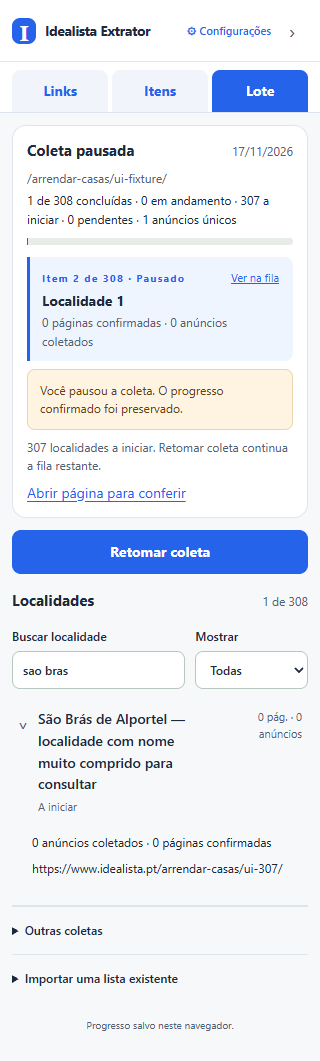 I Idealista Extrator ⚙ Configurações ›
Links Itens Lote
Coleta pausada 17/11/2026
/arrendar-casas/ui-fixture/
1 de 308 concluídas · 0 em andamento · 307 a
iniciar · 0 pendentes · 1 anúncios únicos
Item 2 de 308 · Pausado Ver na fila
Localidade 1
0 páginas confirmadas · 0 anúncios
coletados
Você pausou a coleta. O progresso
confirmado foi preservado.
307 localidades a iniciar. Retomar coleta continua
a fila restante.
Abrir página para conferir
Retomar coleta
Localidades 1 de 308
Buscar localidade Mostrar
sao bras Todas
São Brás de Alportel — 0 pág. · 0
localidade com nome anúncios
muito comprido para
consultar
A iniciar
0 anúncios coletados · 0 páginas confirmadas
https://www.idealista.pt/arrendar-casas/ui-307/
Outras coletas
Importar uma lista existente
Progresso salvo neste navegador.